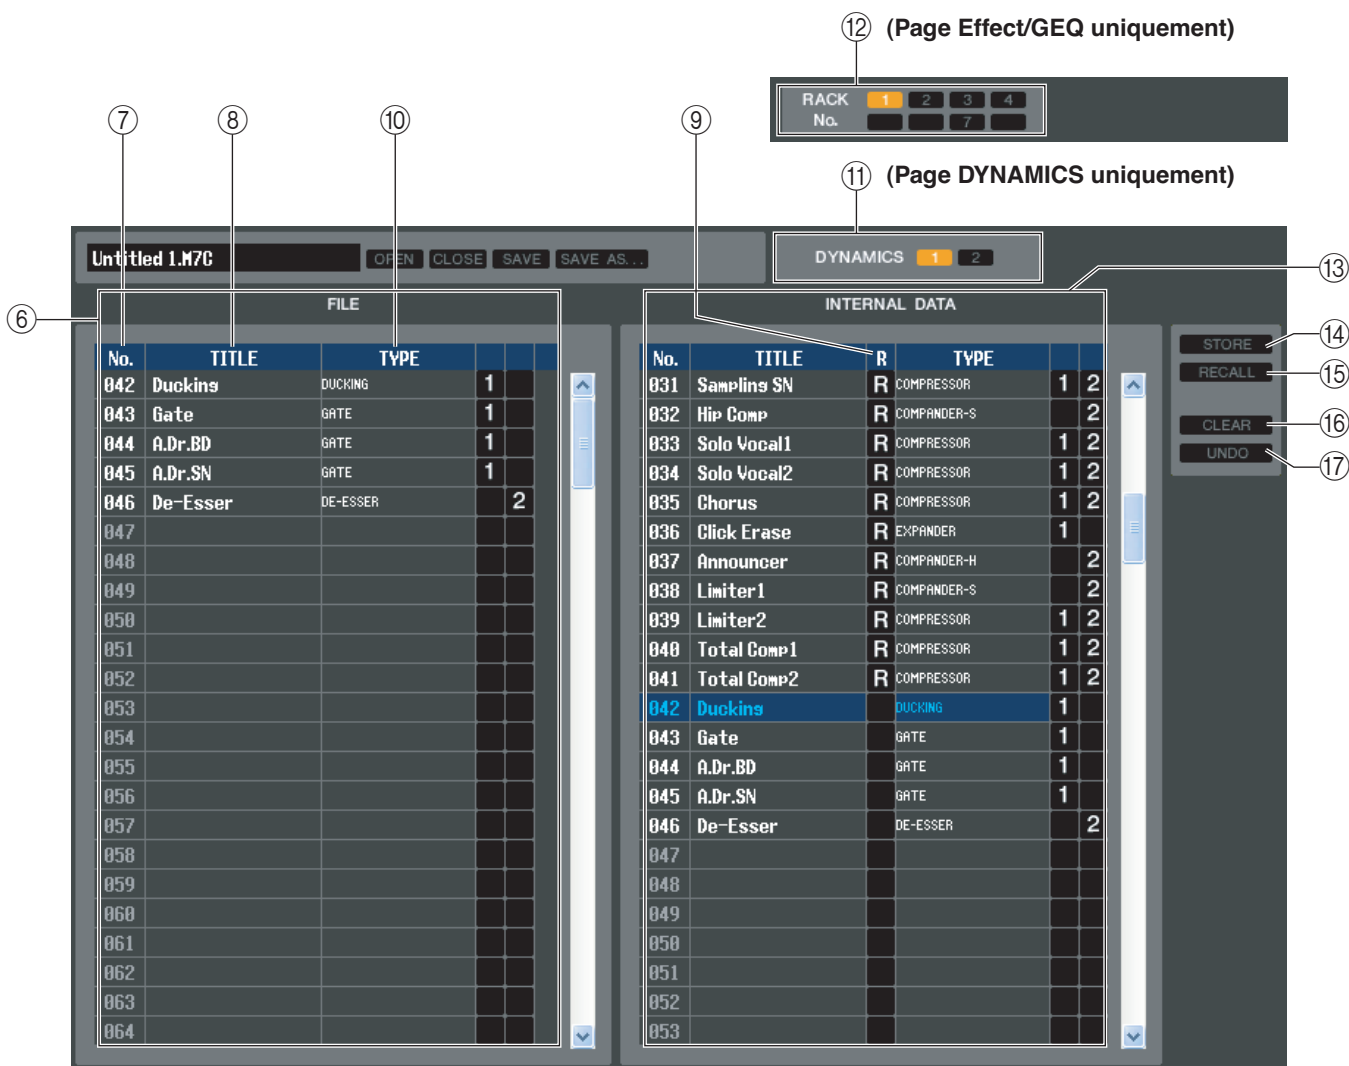 ⑫ (Page Effect/GEQ uniquement)
RACK 1 2 3 4
No. 7
⑦ ⑧ ⑩ ⑨
⑪ (Page DYNAMICS uniquement)
Untitled 1.M7C OPEN CLOSE SAVE SAVE AS... DYNAMICS 1 2
⑬
⑥ FILE
No. TITLE TYPE
042 Ducking DUCKING 1
043 Gate GATE 1
044 A.Dr.BD GATE 1
045 A.Dr.SN GATE 1
046 De-Esser DE-ESSER 2
047
048
049
050
051
052
053
054
055
056
057
058
059
060
061
062
063
064
INTERNAL DATA
No. TITLE R TYPE
031 Sampling SN R COMPRESSOR 1 2
032 Hip Comp R COMPANDER-S 2
033 Solo Vocal1 R COMPRESSOR 1 2
034 Solo Vocal2 R COMPRESSOR 1 2
035 Chorus R COMPRESSOR 1 2
036 Click Erase R EXPANDER 1
037 Announcer R COMPANDER-H 2
038 Limiter1 R COMPANDER-S 2
039 Limiter2 R COMPRESSOR 1 2
040 Total Comp1 R COMPRESSOR 1 2
041 Total Comp2 R COMPRESSOR 1 2
042 Ducking DUCKING 1
043 Gate GATE 1
044 A.Dr.BD GATE 1
045 A.Dr.SN GATE 1
046 De-Esser DE-ESSER 2
047
048
049
050
051
052
053
STORE ⑭
RECALL ⑮
CLEAR ⑯
UNDO ⑰